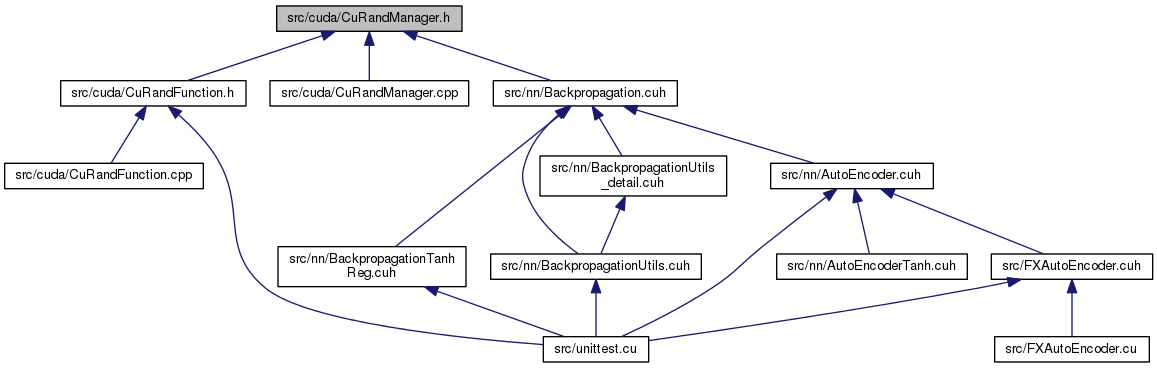 src/cuda/CuRandManager.h
src/cuda/CuRandFunction.h
src/cuda/CuRandManager.cpp
src/nn/Backpropagation.cuh
src/cuda/CuRandFunction.cpp
src/nn/BackpropagationUtils
_detail.cuh
src/nn/AutoEncoder.cuh
src/nn/BackpropagationTanh
Reg.cuh
src/nn/BackpropagationUtils.cuh
src/nn/AutoEncoderTanh.cuh
src/FXAutoEncoder.cuh
src/unittest.cu
src/FXAutoEncoder.cu